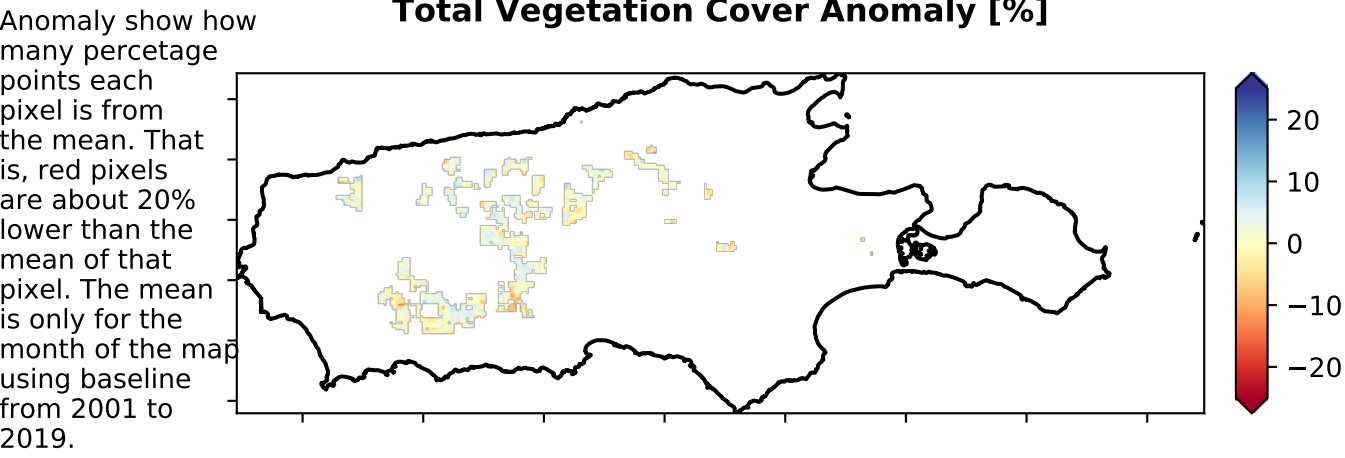 Total Vegetation Cover Anomaly [%]
Anomaly show how
many percetage
points each
pixel is from
the mean. That
is, red pixels
are about 20%
lower than the
mean of that
pixel. The mean
is only for the
month of the map
using baseline
from 2001 to
2019.
20
10
0
−10
−20